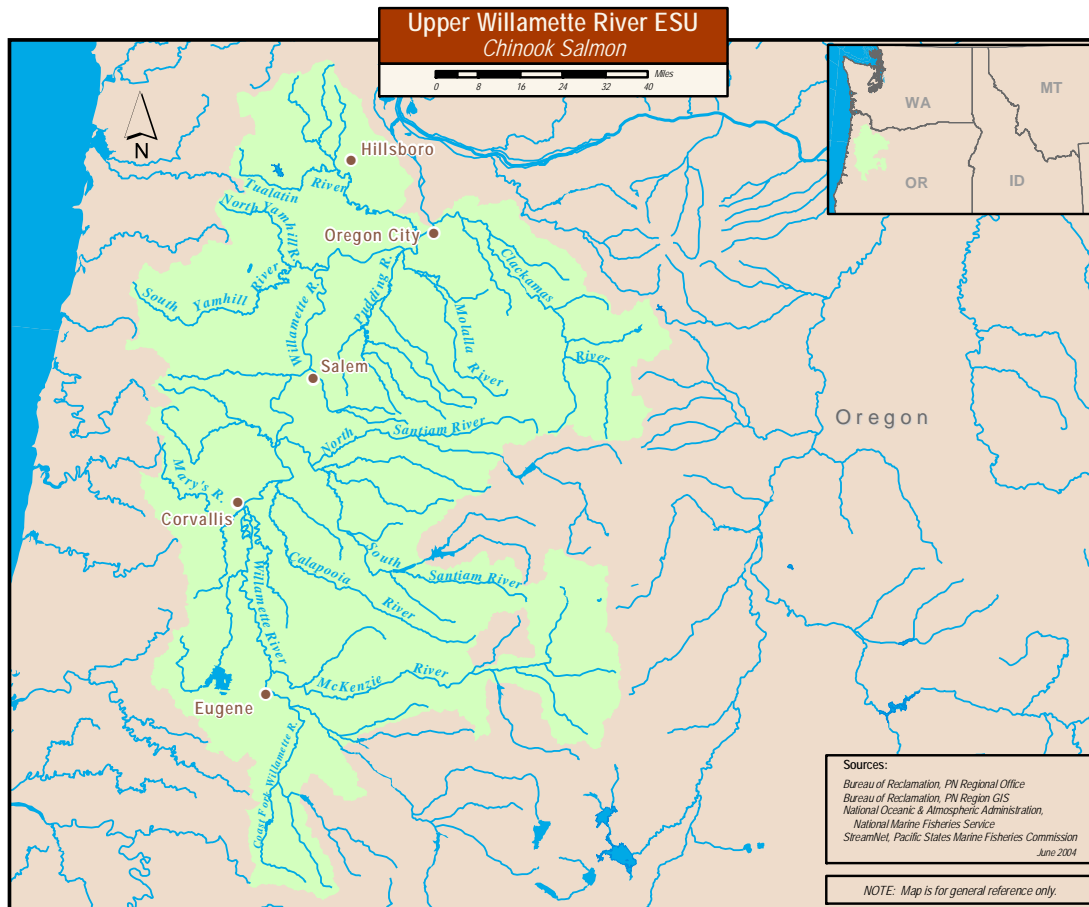 Upper Willamette River ESU
Chinook Salmon
Miles
0 8 16 24 32 40
N
WA
MT
OR
ID
Hillsboro
Tualatin River
North Yamhill R.
Oregon City
South Yamhill River
Willamette R.
Pudding R.
Clackamas River
Molalla River
Salem
Oregon
North Santiam River
Mary's R.
Corvallis
South Santiam River
Calapooia River
Willamette River
McKenzie River
Eugene
Coast Fork Willamette R.
Sources:
Bureau of Reclamation, PN Regional Office
Bureau of Reclamation, PN Region GIS
National Oceanic & Atmospheric Administration,
National Marine Fisheries Service
StreamNet, Pacific States Marine Fisheries Commission
June 2004
NOTE: Map is for general reference only.